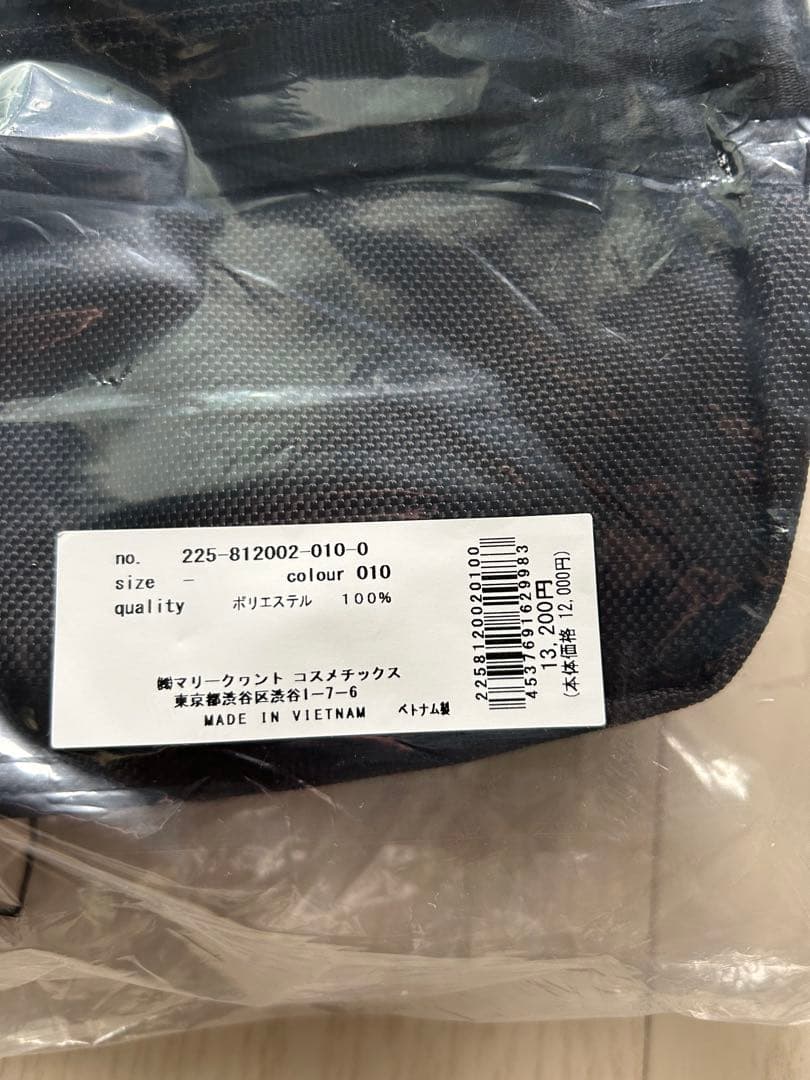 no. 225-812002-010-0
size - colour 010
quality ポリエステル 100%
㈱マリークヮント コスメチックス
東京都渋谷区渋谷1-7-6
MADE IN VIETNAM ベトナム製
2258120020100
4537691629983
13,200円
(本体価格 12,000円)